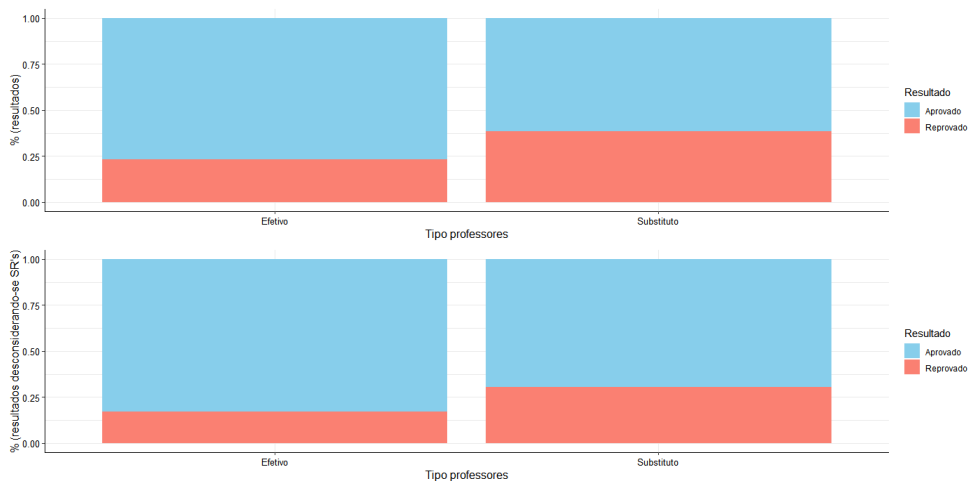 % (resultados)
1.00
0.75
0.50
0.25
0.00
Efetivo
Substituto
Tipo professores
Resultado
Aprovado
Reprovado
% (resultados desconsiderando-se SR's)
1.00
0.75
0.50
0.25
0.00
Efetivo
Substituto
Tipo professores
Resultado
Aprovado
Reprovado